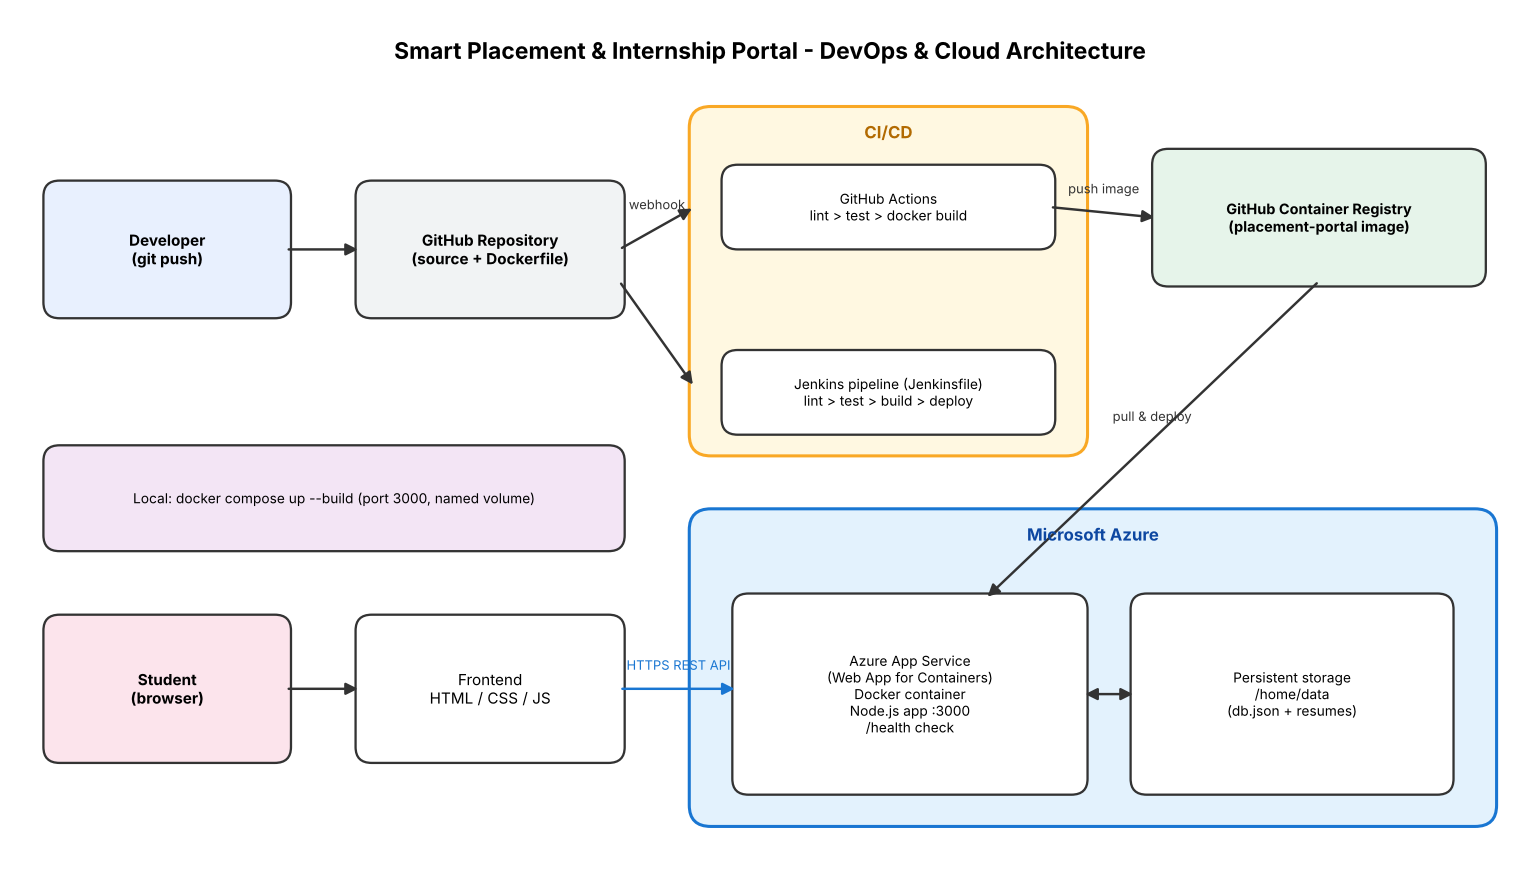 Smart Placement & Internship Portal - DevOps & Cloud Architecture
CI/CD
Developer
(git push)
GitHub Repository
(source + Dockerfile)
webhook
GitHub Actions
lint > test > docker build
push image
GitHub Container Registry
(placement-portal image)
Jenkins pipeline (Jenkinsfile)
lint > test > build > deploy
pull & deploy
Local: docker compose up --build (port 3000, named volume)
Microsoft Azure
Student
(browser)
Frontend
HTML / CSS / JS
HTTPS REST API
Azure App Service
(Web App for Containers)
Docker container
Node.js app :3000
/health check
Persistent storage
/home/data
(db.json + resumes)